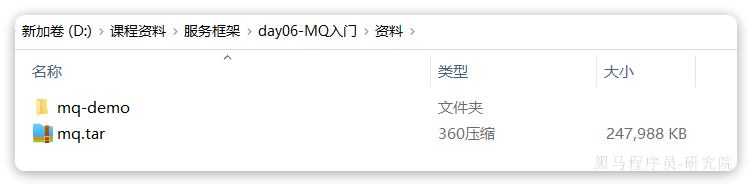 新加卷 (D:) › 课程资料 › 服务框架 › day06-MQ入门 › 资料 ›
名称 类型 大小
mq-demo 文件夹
mq.tar 360压缩 247,988 KB
黑马程序员-研究院